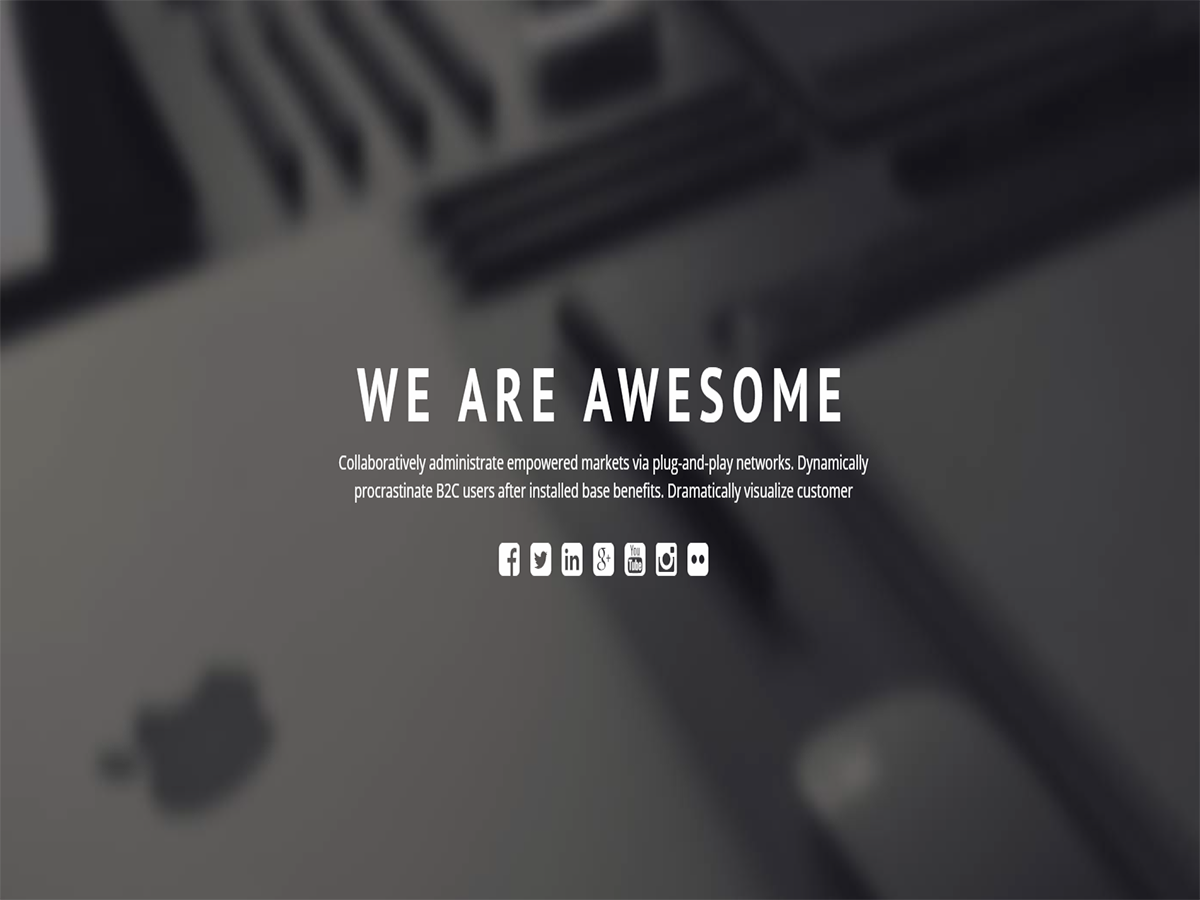 WE ARE AWESOME
Collaboratively administrate empowered markets via plug-and-play networks. Dynamically
procrastinate B2C users after installed base benefits. Dramatically visualize customer
f in g+ You Tube